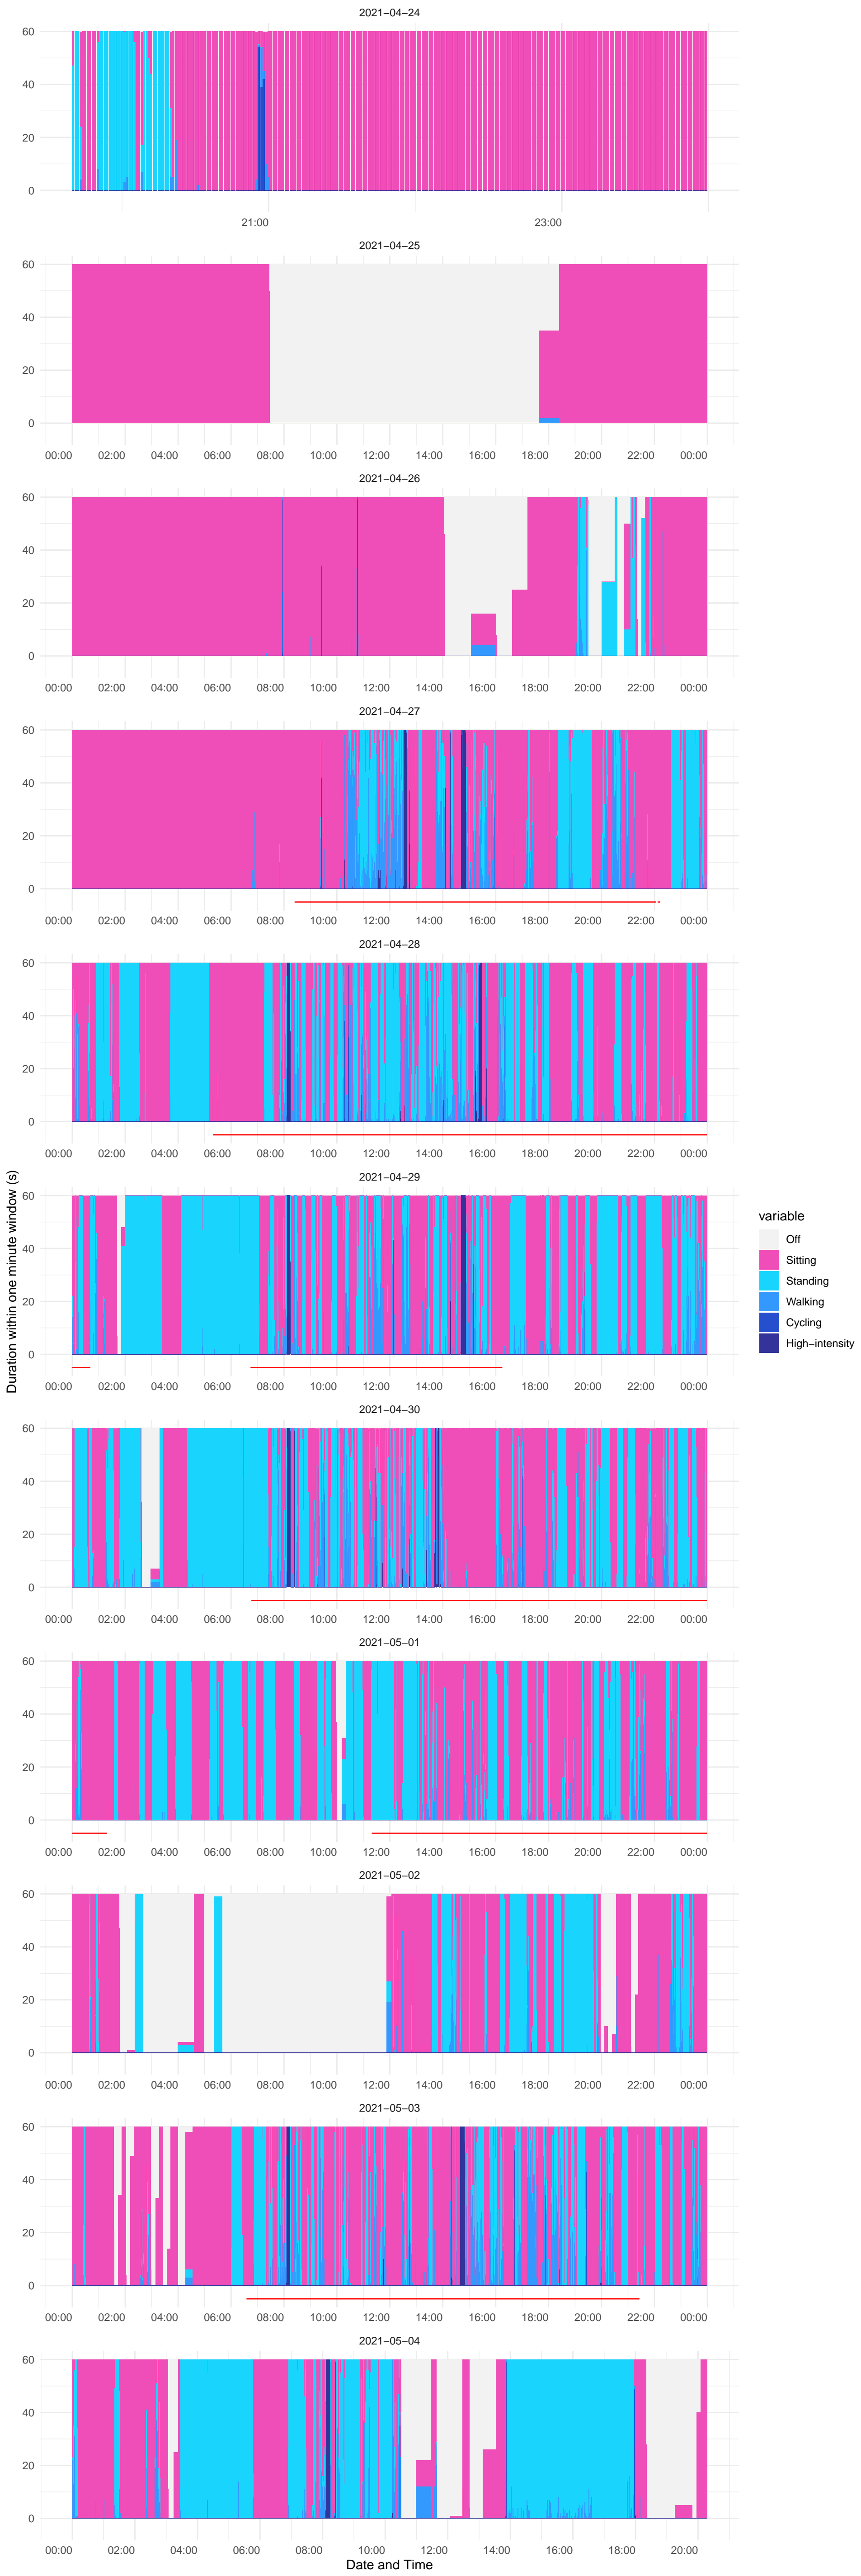 2021−04−24
60
40
20
0
21:00 23:00
2021−04−25
60
40
20
0
00:00 02:00 04:00 06:00 08:00 10:00 12:00 14:00 16:00 18:00 20:00 22:00 00:00
2021−04−26
60
40
20
0
00:00 02:00 04:00 06:00 08:00 10:00 12:00 14:00 16:00 18:00 20:00 22:00 00:00
2021−04−27
60
40
20
0
00:00 02:00 04:00 06:00 08:00 10:00 12:00 14:00 16:00 18:00 20:00 22:00 00:00
2021−04−28
60
40
20
0
00:00 02:00 04:00 06:00 08:00 10:00 12:00 14:00 16:00 18:00 20:00 22:00 00:00
Duration within one minute window (s)
2021−04−29
60
40
20
0
00:00 02:00 04:00 06:00 08:00 10:00 12:00 14:00 16:00 18:00 20:00 22:00 00:00
variable
Off
Sitting
Standing
Walking
Cycling
High−intensity
2021−04−30
60
40
20
0
00:00 02:00 04:00 06:00 08:00 10:00 12:00 14:00 16:00 18:00 20:00 22:00 00:00
2021−05−01
60
40
20
0
00:00 02:00 04:00 06:00 08:00 10:00 12:00 14:00 16:00 18:00 20:00 22:00 00:00
2021−05−02
60
40
20
0
00:00 02:00 04:00 06:00 08:00 10:00 12:00 14:00 16:00 18:00 20:00 22:00 00:00
2021−05−03
60
40
20
0
00:00 02:00 04:00 06:00 08:00 10:00 12:00 14:00 16:00 18:00 20:00 22:00 00:00
2021−05−04
60
40
20
0
00:00 02:00 04:00 06:00 08:00 10:00 12:00 14:00 16:00 18:00 20:00
Date and Time